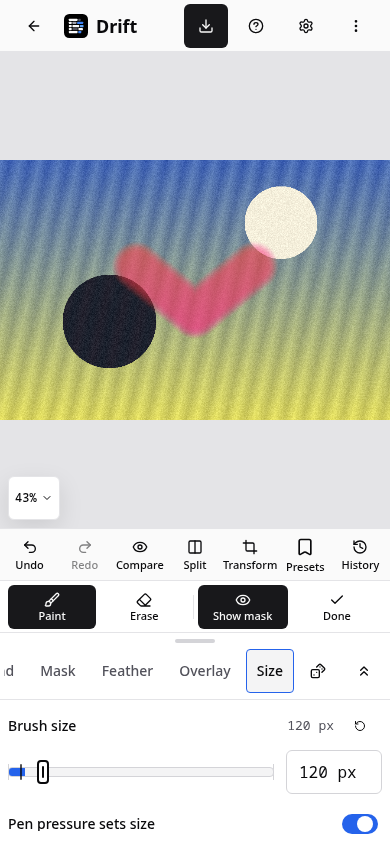 Drift
43%
Undo Redo Compare Split Transform Presets History
Paint Erase Show mask Done
nd Mask Feather Overlay Size
Brush size 120 px
120 px
Pen pressure sets size